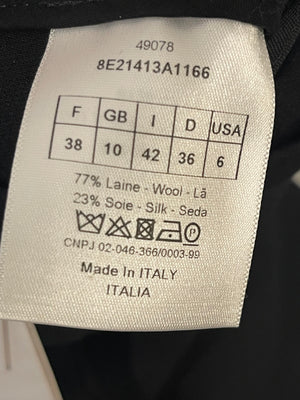 49078
8E21413A1166
F GB I D USA
38 10 42 36 6
77% Laine - Wool - Lã
23% Soie - Silk - Seda
P
CNPJ 02-046-366/0003-99
Made In ITALY
ITALIA